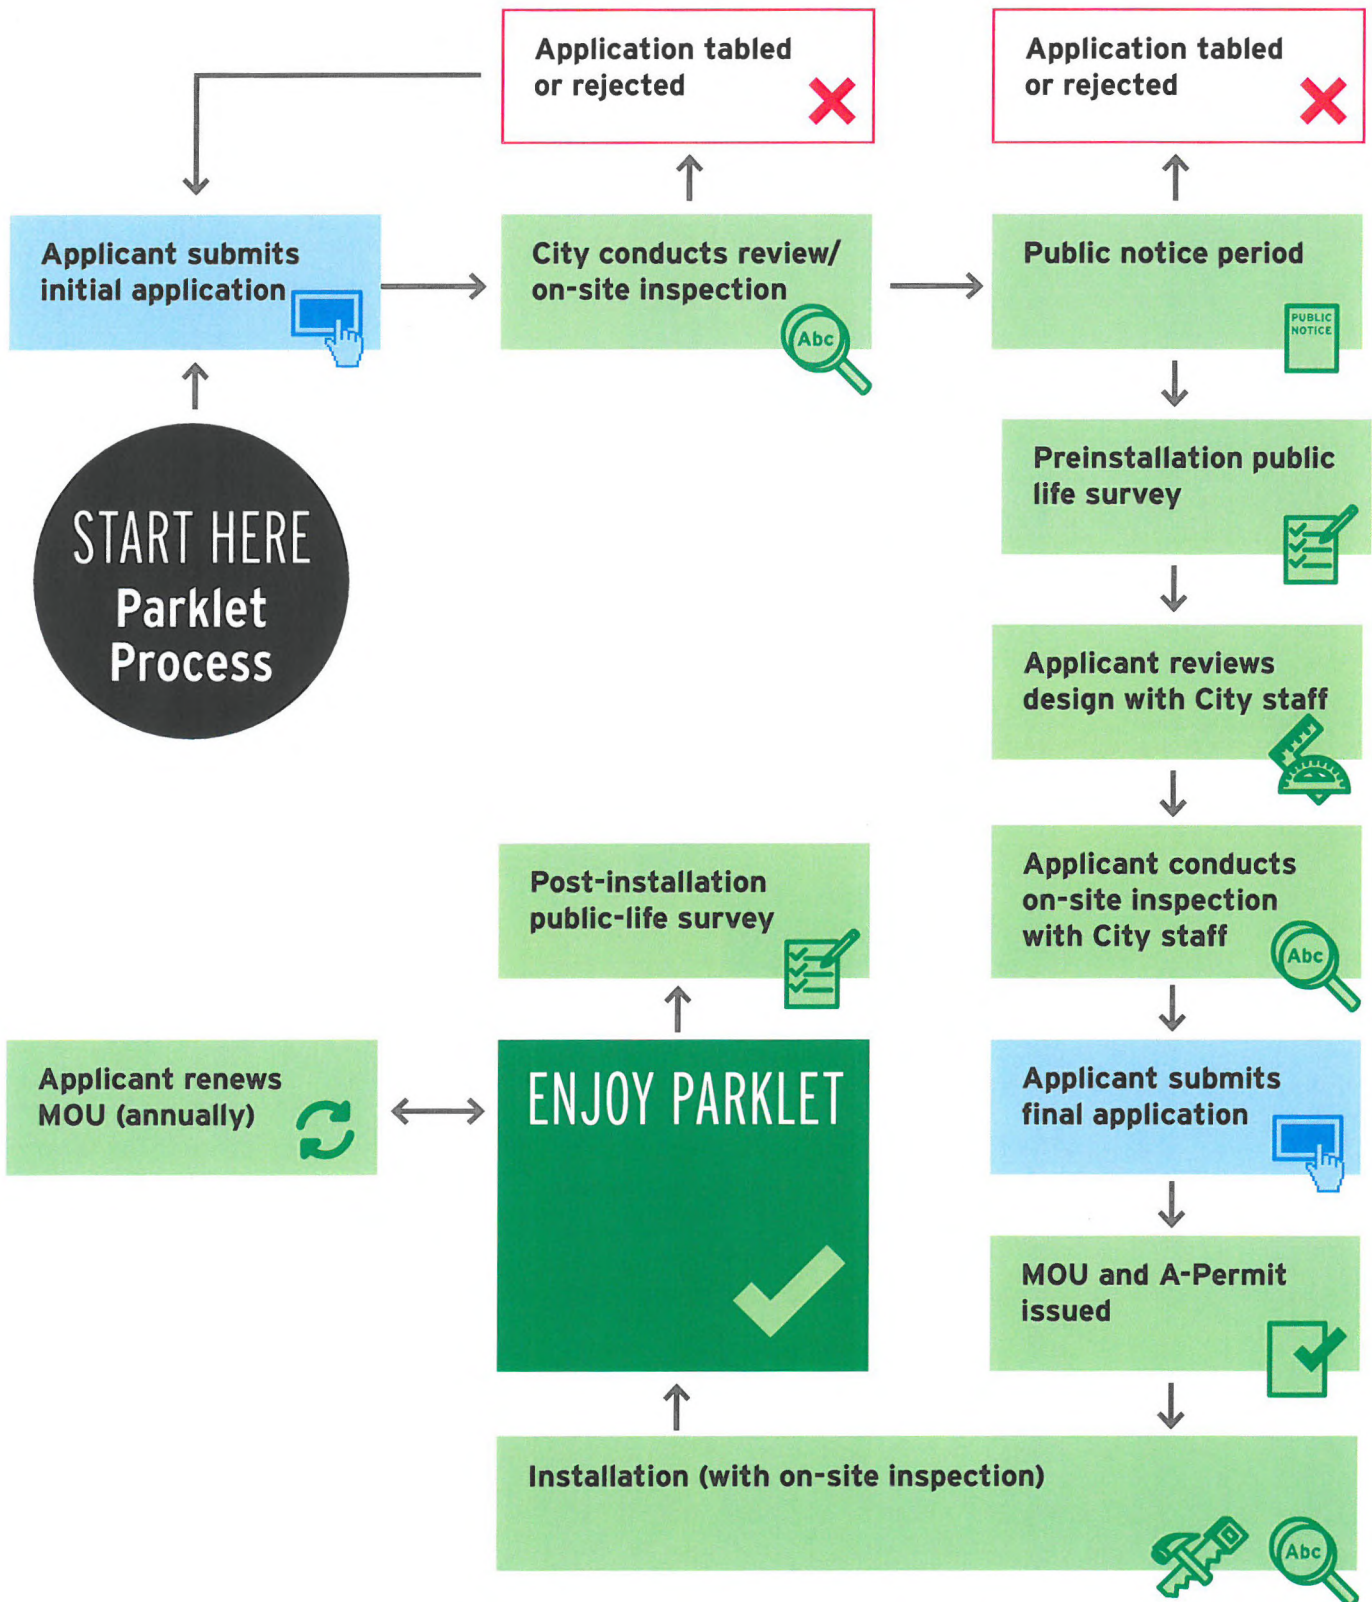 Application tabled
or rejected
Application tabled
or rejected
Applicant submits
initial application
City conducts review/
on-site inspection
Abc
Public notice period
PUBLIC
NOTICE
START HERE
Parklet
Process
Preinstallation public
life survey
Applicant reviews
design with City staff
Post-installation
public-life survey
Applicant conducts
on-site inspection
with City staff
Abc
Applicant renews
MOU (annually)
ENJOY PARKLET
Applicant submits
final application
MOU and A-Permit
issued
Installation (with on-site inspection)
Abc